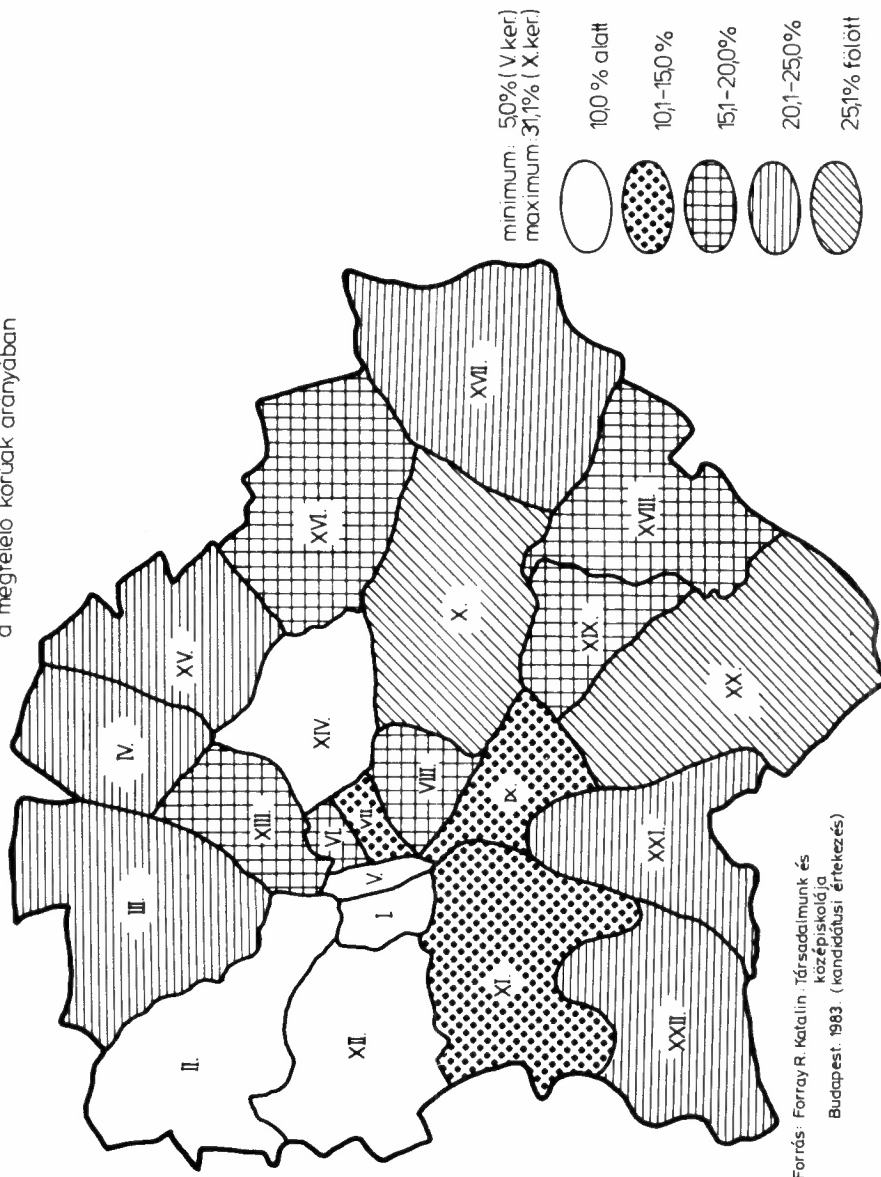 a megfelelő korúak arányában
minimum: 5,0% (V. ker.)
maximum: 31,1% (X. ker.)
10,0 % alatt
10,1-15,0%
15,1-20,0%
20,1-25,0%
25,1% fölött
III.
IV.
XV.
II.
XIII.
XIV.
XVI.
XVII.
XII.
I.
V.
VI.
VII.
VIII.
X.
XI.
IX.
XIX.
XVIII.
XXII.
XXI.
XX.
Forrás: Forray R. Katalin: Társadalmunk és
középiskolája
Budapest. 1983. (kandidátusi értekezés)